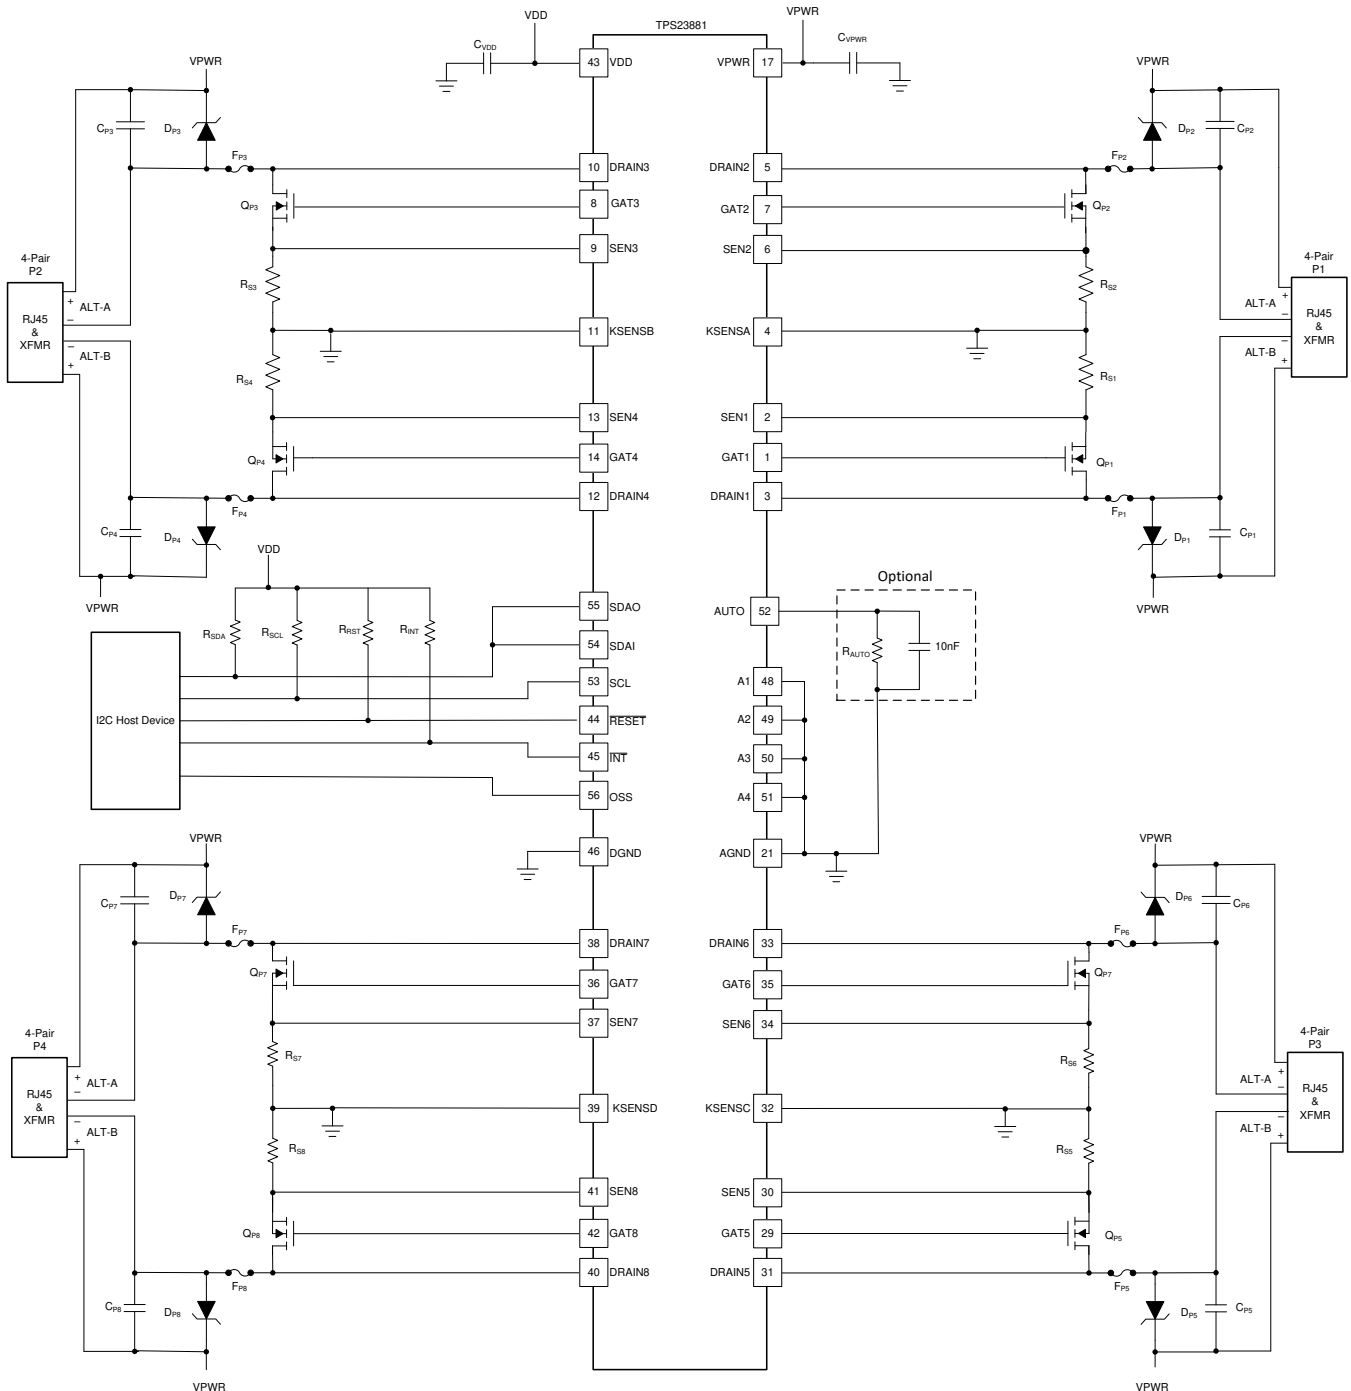 TPS23881
VDD
VPWR
CVDD
CVPWR
43 VDD
VPWR 17
VPWR
CP3
DP3
FP3
10 DRAIN3
QP3
8 GAT3
9 SEN3
RS3
11 KSENSB
RS4
13 SEN4
QP4
14 GAT4
12 DRAIN4
FP4
CP4
DP4
VPWR
4-Pair
P2
RJ45
&
XFMR
+
ALT-A
–
–
ALT-B
+
VPWR
DP2
CP2
FP2
DRAIN2 5
GAT2 7
QP2
SEN2 6
RS2
KSENSA 4
RS1
SEN1 2
GAT1 1
QP1
DRAIN1 3
FP1
DP1
CP1
VPWR
4-Pair
P1
RJ45
&
XFMR
+
ALT-A
–
–
ALT-B
+
VDD
RSDA
RSCL
RRST
RINT
I2C Host Device
55 SDAO
54 SDAI
53 SCL
44 RESET
45 INT
56 OSS
46 DGND
Optional
AUTO 52
RAUTO
10nF
A1 48
A2 49
A3 50
A4 51
AGND 21
VPWR
CP7
DP7
FP7
38 DRAIN7
QP7
36 GAT7
37 SEN7
RS7
39 KSENSD
RS8
41 SEN8
QP8
42 GAT8
40 DRAIN8
FP8
CP8
DP8
VPWR
4-Pair
P4
RJ45
&
XFMR
+
ALT-A
–
–
ALT-B
+
VPWR
DP6
CP6
FP6
DRAIN6 33
GAT6 35
QP7
SEN6 34
RS6
KSENSC 32
RS5
SEN5 30
GAT5 29
QP5
DRAIN5 31
FP5
DP5
CP5
VPWR
4-Pair
P3
RJ45
&
XFMR
+
ALT-A
–
–
ALT-B
+